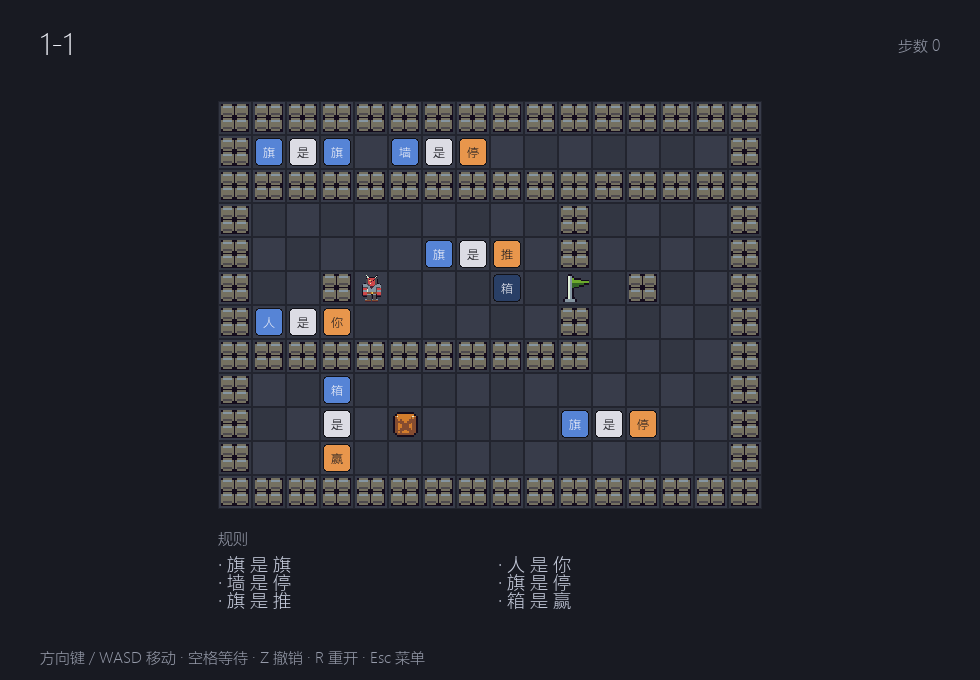 1-1
步数 0
旗 是 旗 墙 是 停
旗 是 推
箱
人 是 你
箱
是
旗 是 停
赢
规则
· 旗 是 旗
· 墙 是 停
· 旗 是 推
· 人 是 你
· 旗 是 停
· 箱 是 赢
方向键 / WASD 移动 · 空格等待 · Z 撤销 · R 重开 · Esc 菜单